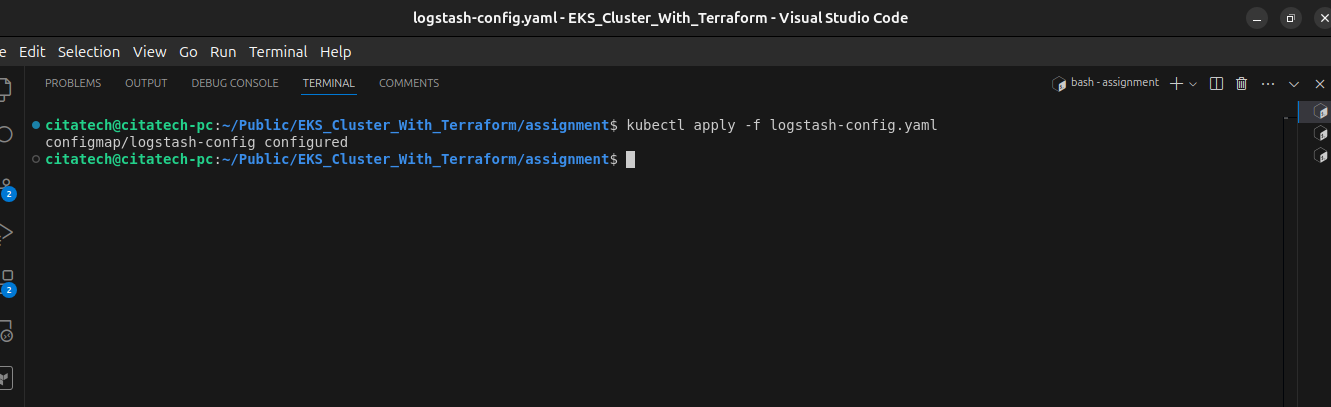 logstash-config.yaml - EKS_Cluster_With_Terraform - Visual Studio Code
e Edit Selection View Go Run Terminal Help
PROBLEMS OUTPUT DEBUG CONSOLE TERMINAL COMMENTS bash - assignment
citatech@citatech-pc:~/Public/EKS_Cluster_With_Terraform/assignment$ kubectl apply -f logstash-config.yaml
configmap/logstash-config configured
citatech@citatech-pc:~/Public/EKS_Cluster_With_Terraform/assignment$
2
2